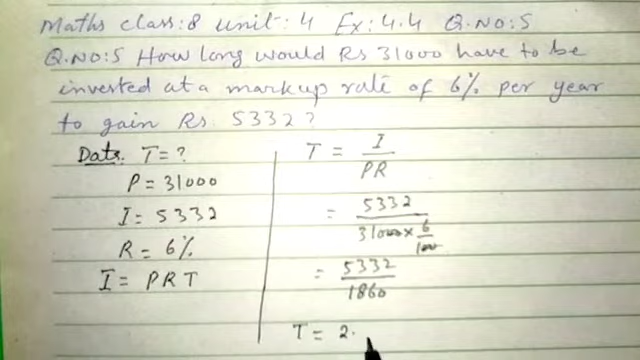 Maths class:8 unit:4 Ex:4.4 Q.NO:5
Q.NO:5 How long would Rs 31000 have to be
invested at a markup rate of 6% per year
to gain Rs. 5332?
Data. T=?
P=31000
I=5332
R=6%
I=PRT
T = I/PR
= 5332/31000×6/100
= 5332/1860
T = 2.